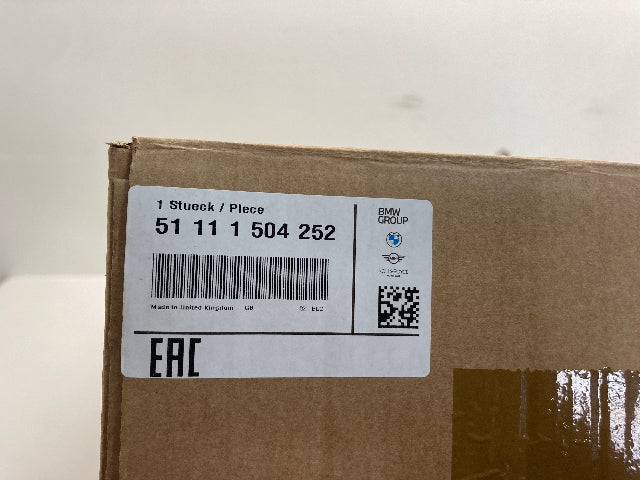 1 Stueck / Piece
51 11 1 504 252
Made in United Kingdom GB
EAC
BMW
GROUP